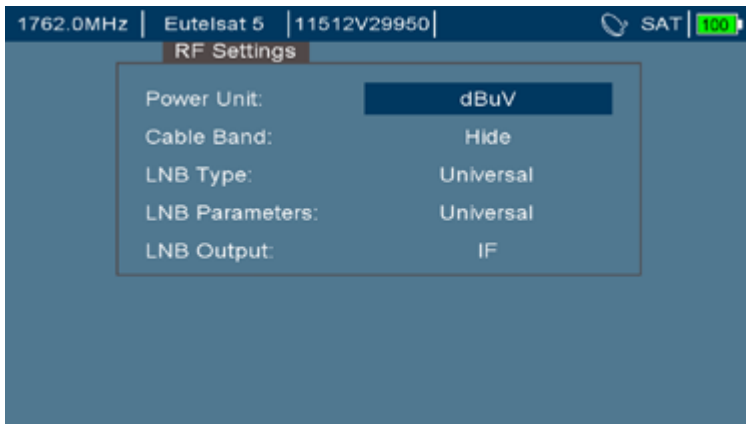 1762.0MHz | Eutelsat 5 |11512V29950| SAT| 100
RF Settings
Power Unit: dBuV
Cable Band: Hide
LNB Type: Universal
LNB Parameters: Universal
LNB Output: IF